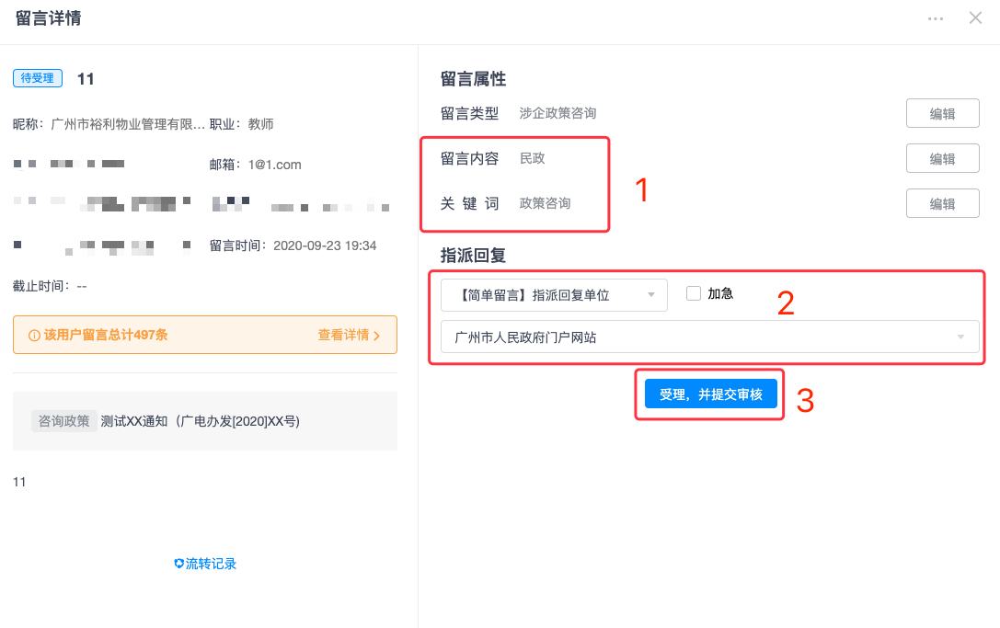 留言详情
待受理 11
昵称：广州市裕利物业管理有限... 职业：教师
邮箱：1@1.com
留言时间：2020-09-23 19:34
截止时间：--
该用户留言总计497条 查看详情
咨询政策 测试XX通知（广电办发[2020]XX号)
11
流转记录
留言属性
留言类型 涉企政策咨询 编辑
留言内容 民政 编辑
1
关 键 词 政策咨询 编辑
指派回复
【简单留言】指派回复单位 加急
2
广州市人民政府门户网站
受理，并提交审核
3